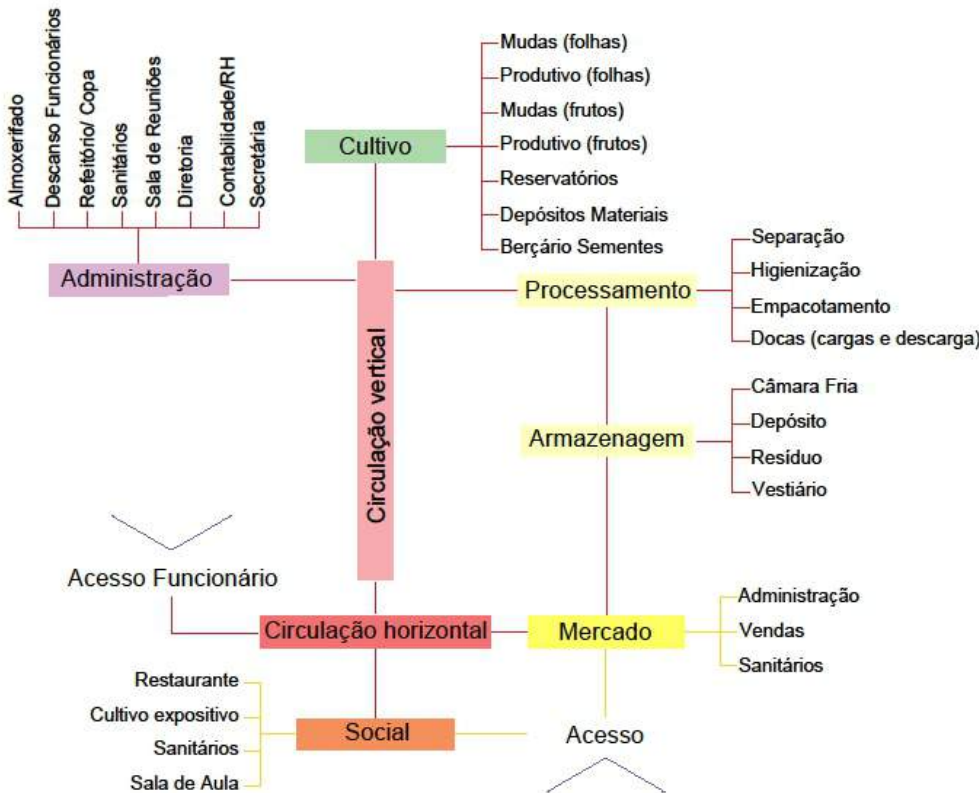 Almoxerifado
Descanso Funcionários
Refeitório/ Copa
Sanitários
Sala de Reuniões
Diretoria
Contabilidade/RH
Secretária
Administração
Cultivo
Mudas (folhas)
Produtivo (folhas)
Mudas (frutos)
Produtivo (frutos)
Reservatórios
Depósitos Materiais
Berçário Sementes
Circulação vertical
Processamento
Separação
Higienização
Empacotamento
Docas (cargas e descarga)
Armazenagem
Câmara Fria
Depósito
Resíduo
Vestiário
Acesso Funcionário
Circulação horizontal
Mercado
Administração
Vendas
Sanitários
Restaurante
Cultivo expositivo
Sanitários
Sala de Aula
Social
Acesso